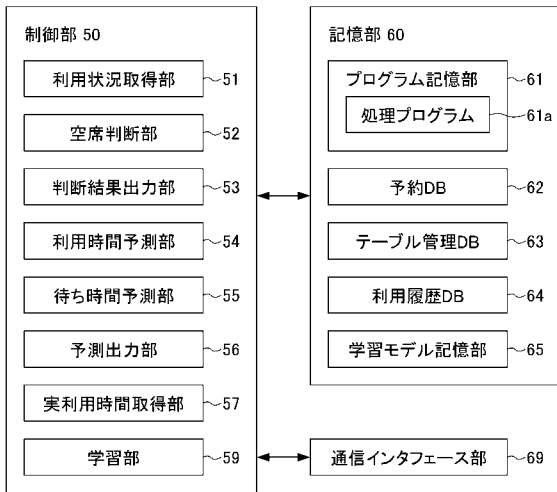 制御部 50
利用状況取得部 51
空席判断部 52
判断結果出力部 53
利用時間予測部 54
待ち時間予測部 55
予測出力部 56
実利用時間取得部 57
学習部 59
記憶部 60
プログラム記憶部 61
処理プログラム 61a
予約DB 62
テーブル管理DB 63
利用履歴DB 64
学習モデル記憶部 65
通信インタフェース部 69